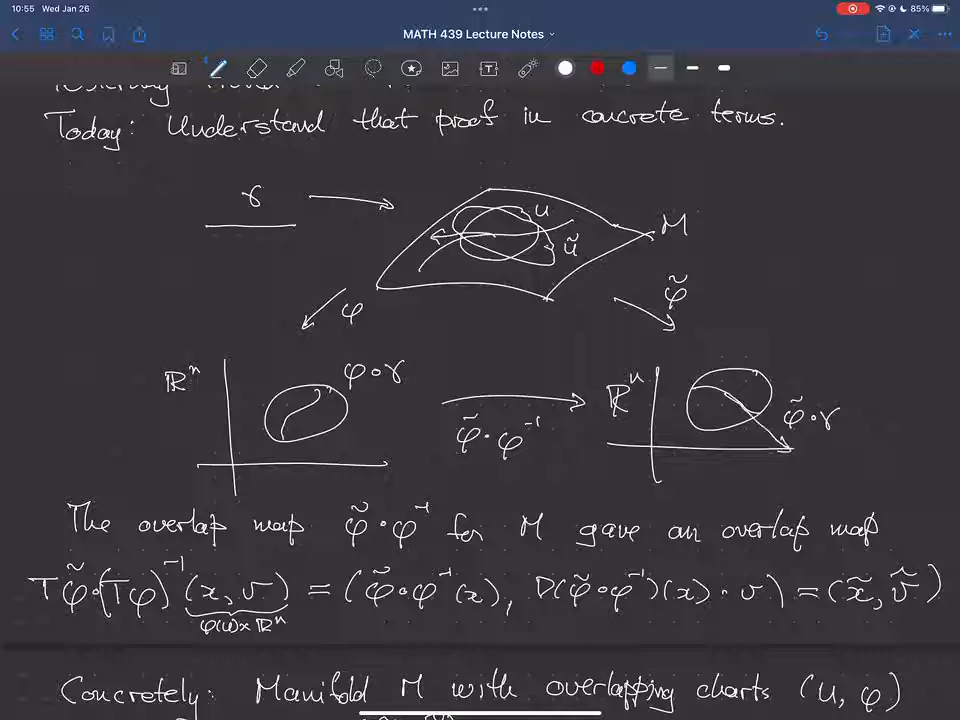 10:55 Wed Jan 26
85%
MATH 439 Lecture Notes
Today: Understand that proof in concrete terms.
γ
U
Ũ
M
φ
φ̃
ℝⁿ
φ∘γ
φ̃∘φ⁻¹
ℝⁿ
φ̃∘γ
The overlap map φ̃∘φ⁻¹ for M gave an overlap map
Tφ̃∘(Tφ)⁻¹(x, v) = (φ̃∘φ⁻¹(x), D(φ̃∘φ⁻¹)(x)·v) = (x̃, ṽ)
φ(U)×ℝⁿ
Concretely: Manifold M with overlapping charts (U, φ)